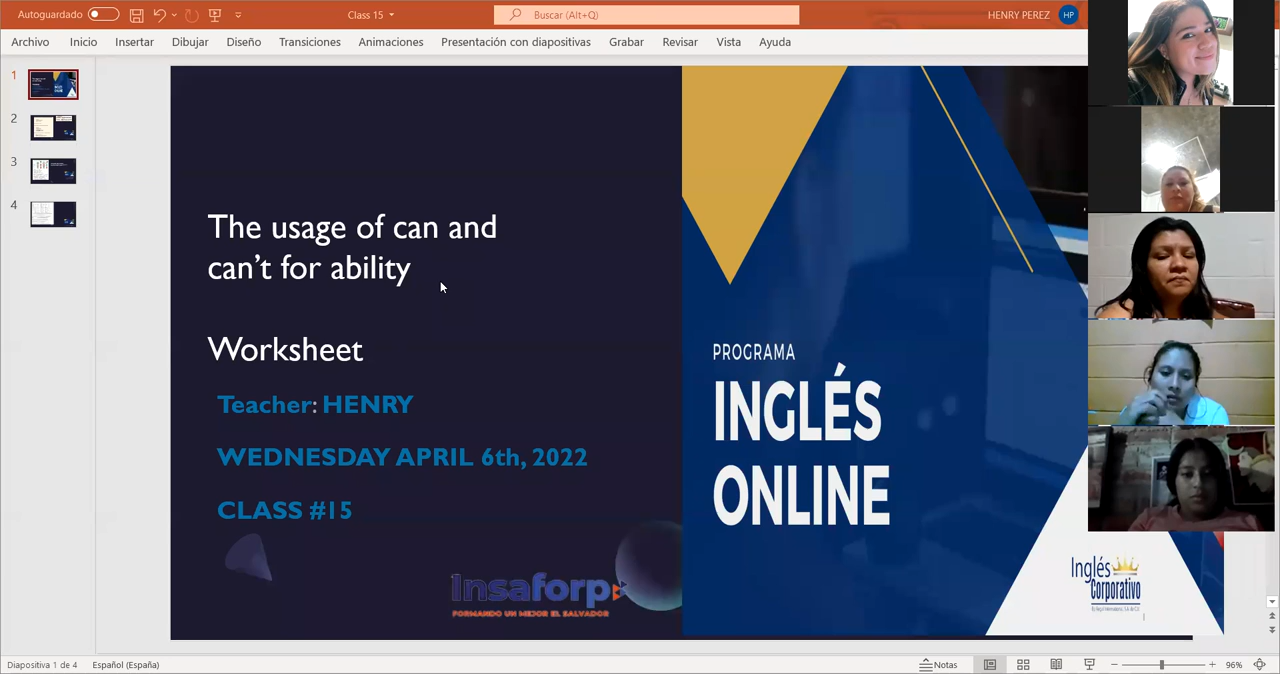 Autoguardado
Class 15
Buscar (Alt+Q)
HENRY PEREZ
HP
Archivo
Inicio
Insertar
Dibujar
Diseño
Transiciones
Animaciones
Presentación con diapositivas
Grabar
Revisar
Vista
Ayuda
1
2
3
4
The usage of can and
can't for ability
Worksheet
Teacher: HENRY
WEDNESDAY APRIL 6th, 2022
CLASS #15
Insaforp
FORMANDO UN MEJOR EL SALVADOR
PROGRAMA
INGLÉS
ONLINE
Inglés
Corporativo
Diapositiva 1 de 4
Español (España)
Notas
96%